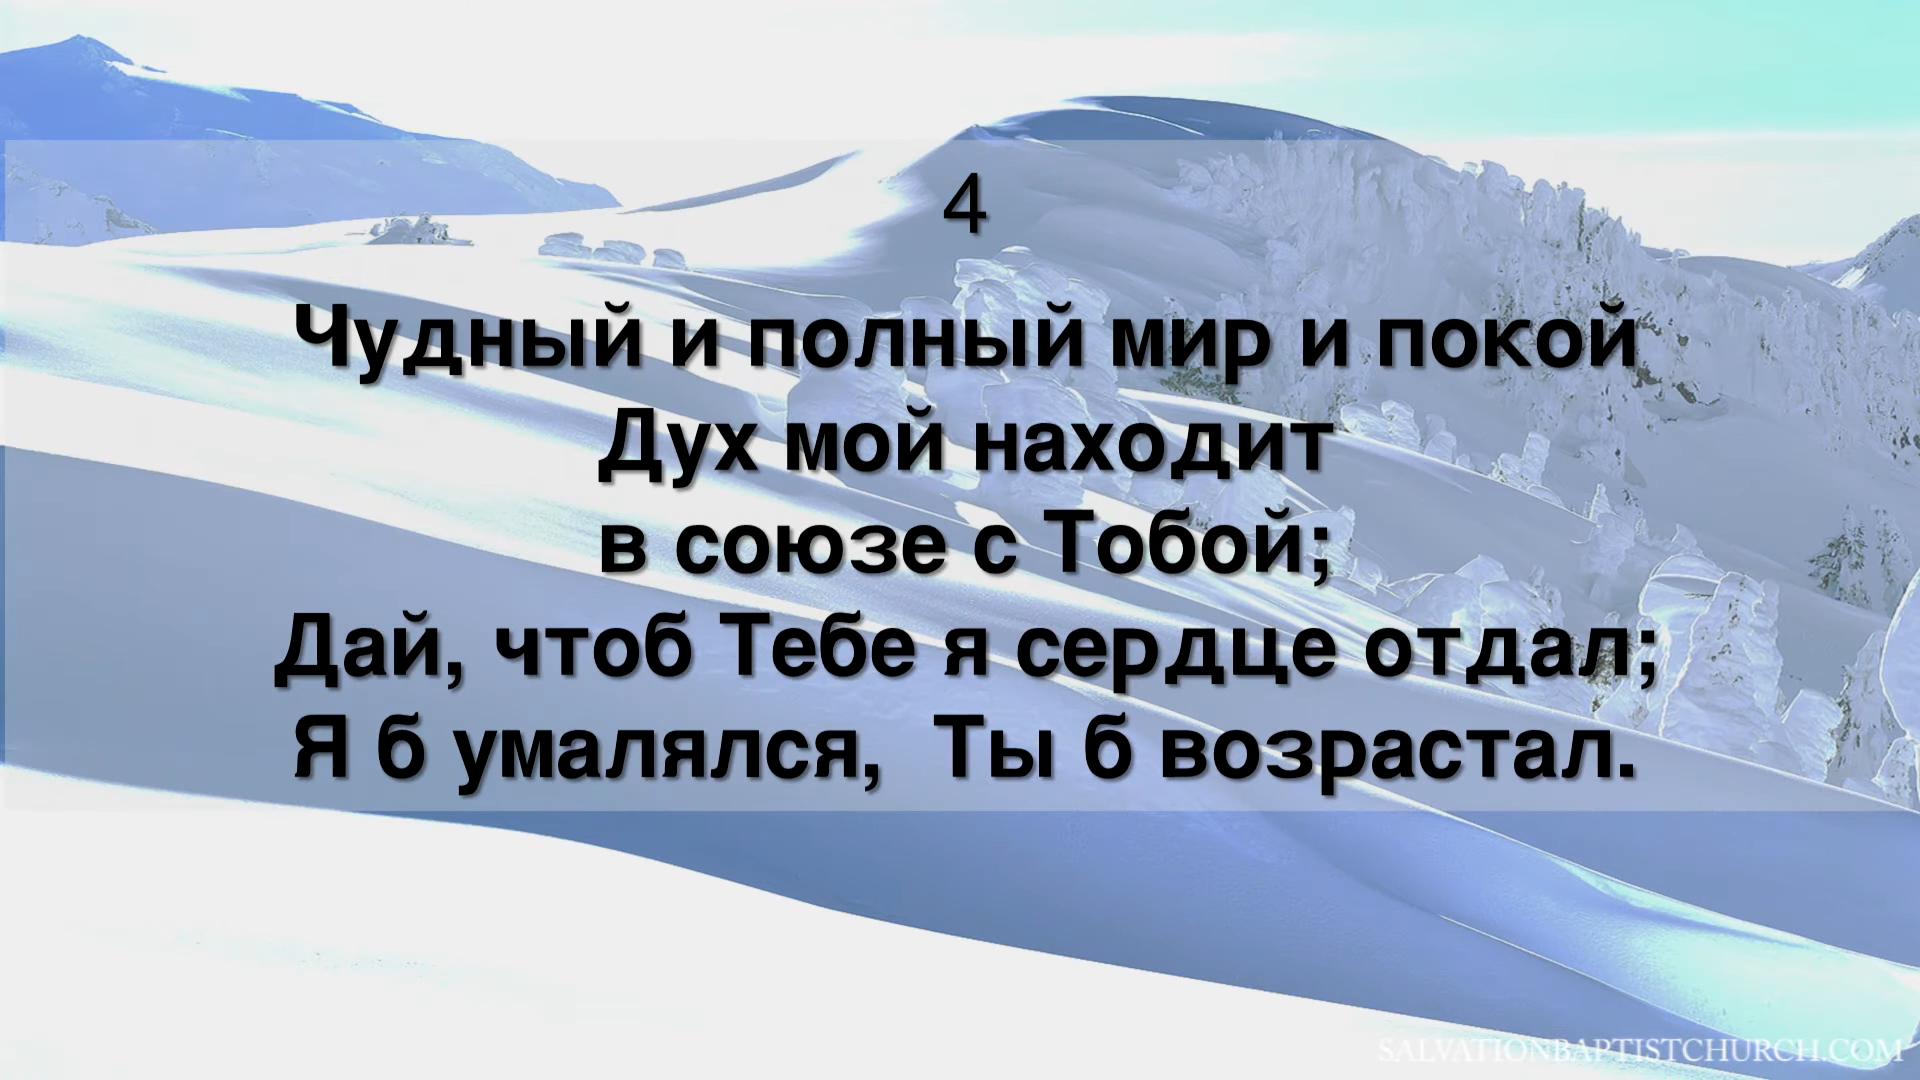 4
Чудный и полный мир и покой
Дух мой находит
в союзе с Тобой;
Дай, чтоб Тебе я сердце отдал;
Я б умалялся, Ты б возрастал.
SALVATIONBAPTISTCHURCH.COM